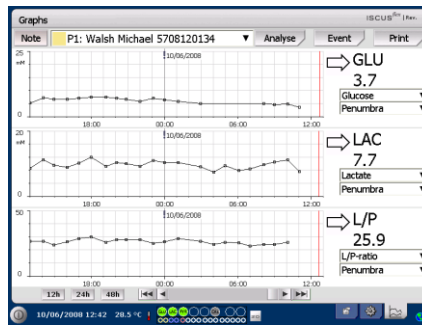 Graphs
ISCUSflex | Rev.
Note P1: Walsh Michael 5708120134 ▼ Analyse Event Print
25
mM
10/06/2008
0
18:00 00:00 06:00 12:00
GLU
3.7
Glucose
Penumbra
20
mM
10/06/2008
0
18:00 00:00 06:00 12:00
LAC
7.7
Lactate
Penumbra
50
10/06/2008
0
18:00 00:00 06:00 12:00
L/P
25.9
L/P-ratio
Penumbra
12h 24h 48h
10/06/2008 12:42 28.5 °C